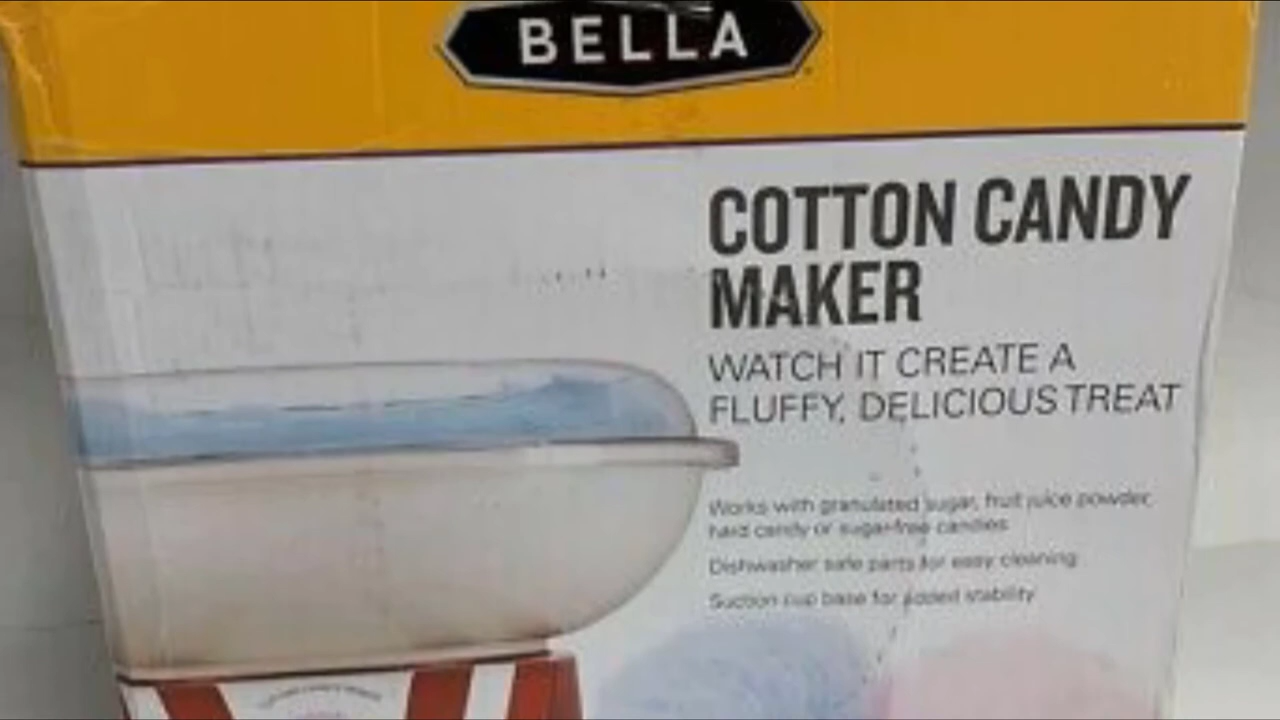 BELLA
COTTON CANDY
MAKER
WATCH IT CREATE A
FLUFFY, DELICIOUS TREAT
Works with granulated sugar, fruit juice powder,
hard candy or sugar-free candies
Dishwasher safe parts for easy cleaning
Suction cup base for added stability